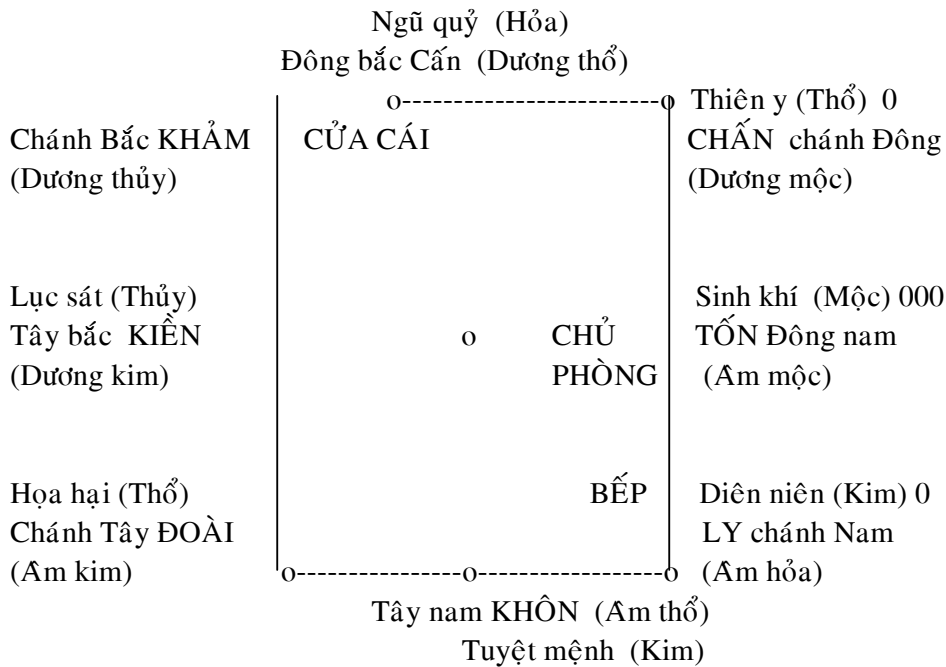 Ngũ quỷ (Hỏa)
Đông bắc Cấn (Dương thổ)
o-------------------------o Thiên y (Thổ) 0
Chánh Bắc KHẢM CỬA CÁI CHẤN chánh Đông
(Dương thủy) (Dương mộc)
Lục sát (Thủy) Sinh khí (Mộc) 000
Tây bắc KIỀN o CHỦ TỐN Đông nam
(Dương kim) PHÒNG (Âm mộc)
Họa hại (Thổ) BẾP Diên niên (Kim) 0
Chánh Tây ĐOÀI LY chánh Nam
(Âm kim) o-----------------o------------------o (Âm hỏa)
Tây nam KHÔN (Âm thổ)
Tuyệt mệnh (Kim)